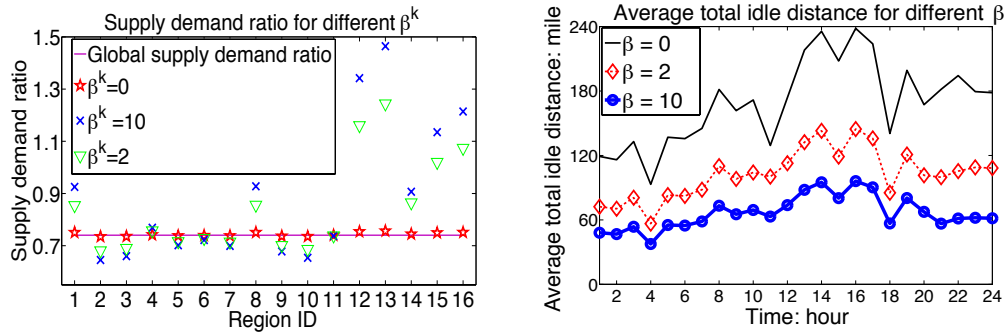 Supply demand ratio for different β^k
1.5
1.3
1.1
0.9
0.7
Supply demand ratio
Global supply demand ratio
β^k=0
β^k =10
β^k=2
1 2 3 4 5 6 7 8 9 10 11 12 13 14 15 16
Region ID
Average total idle distance for different β
240
180
120
60
0
Average total idle distance: mile
β = 0
β = 2
β = 10
2 4 6 8 10 12 14 16 18 20 22 24
Time: hour